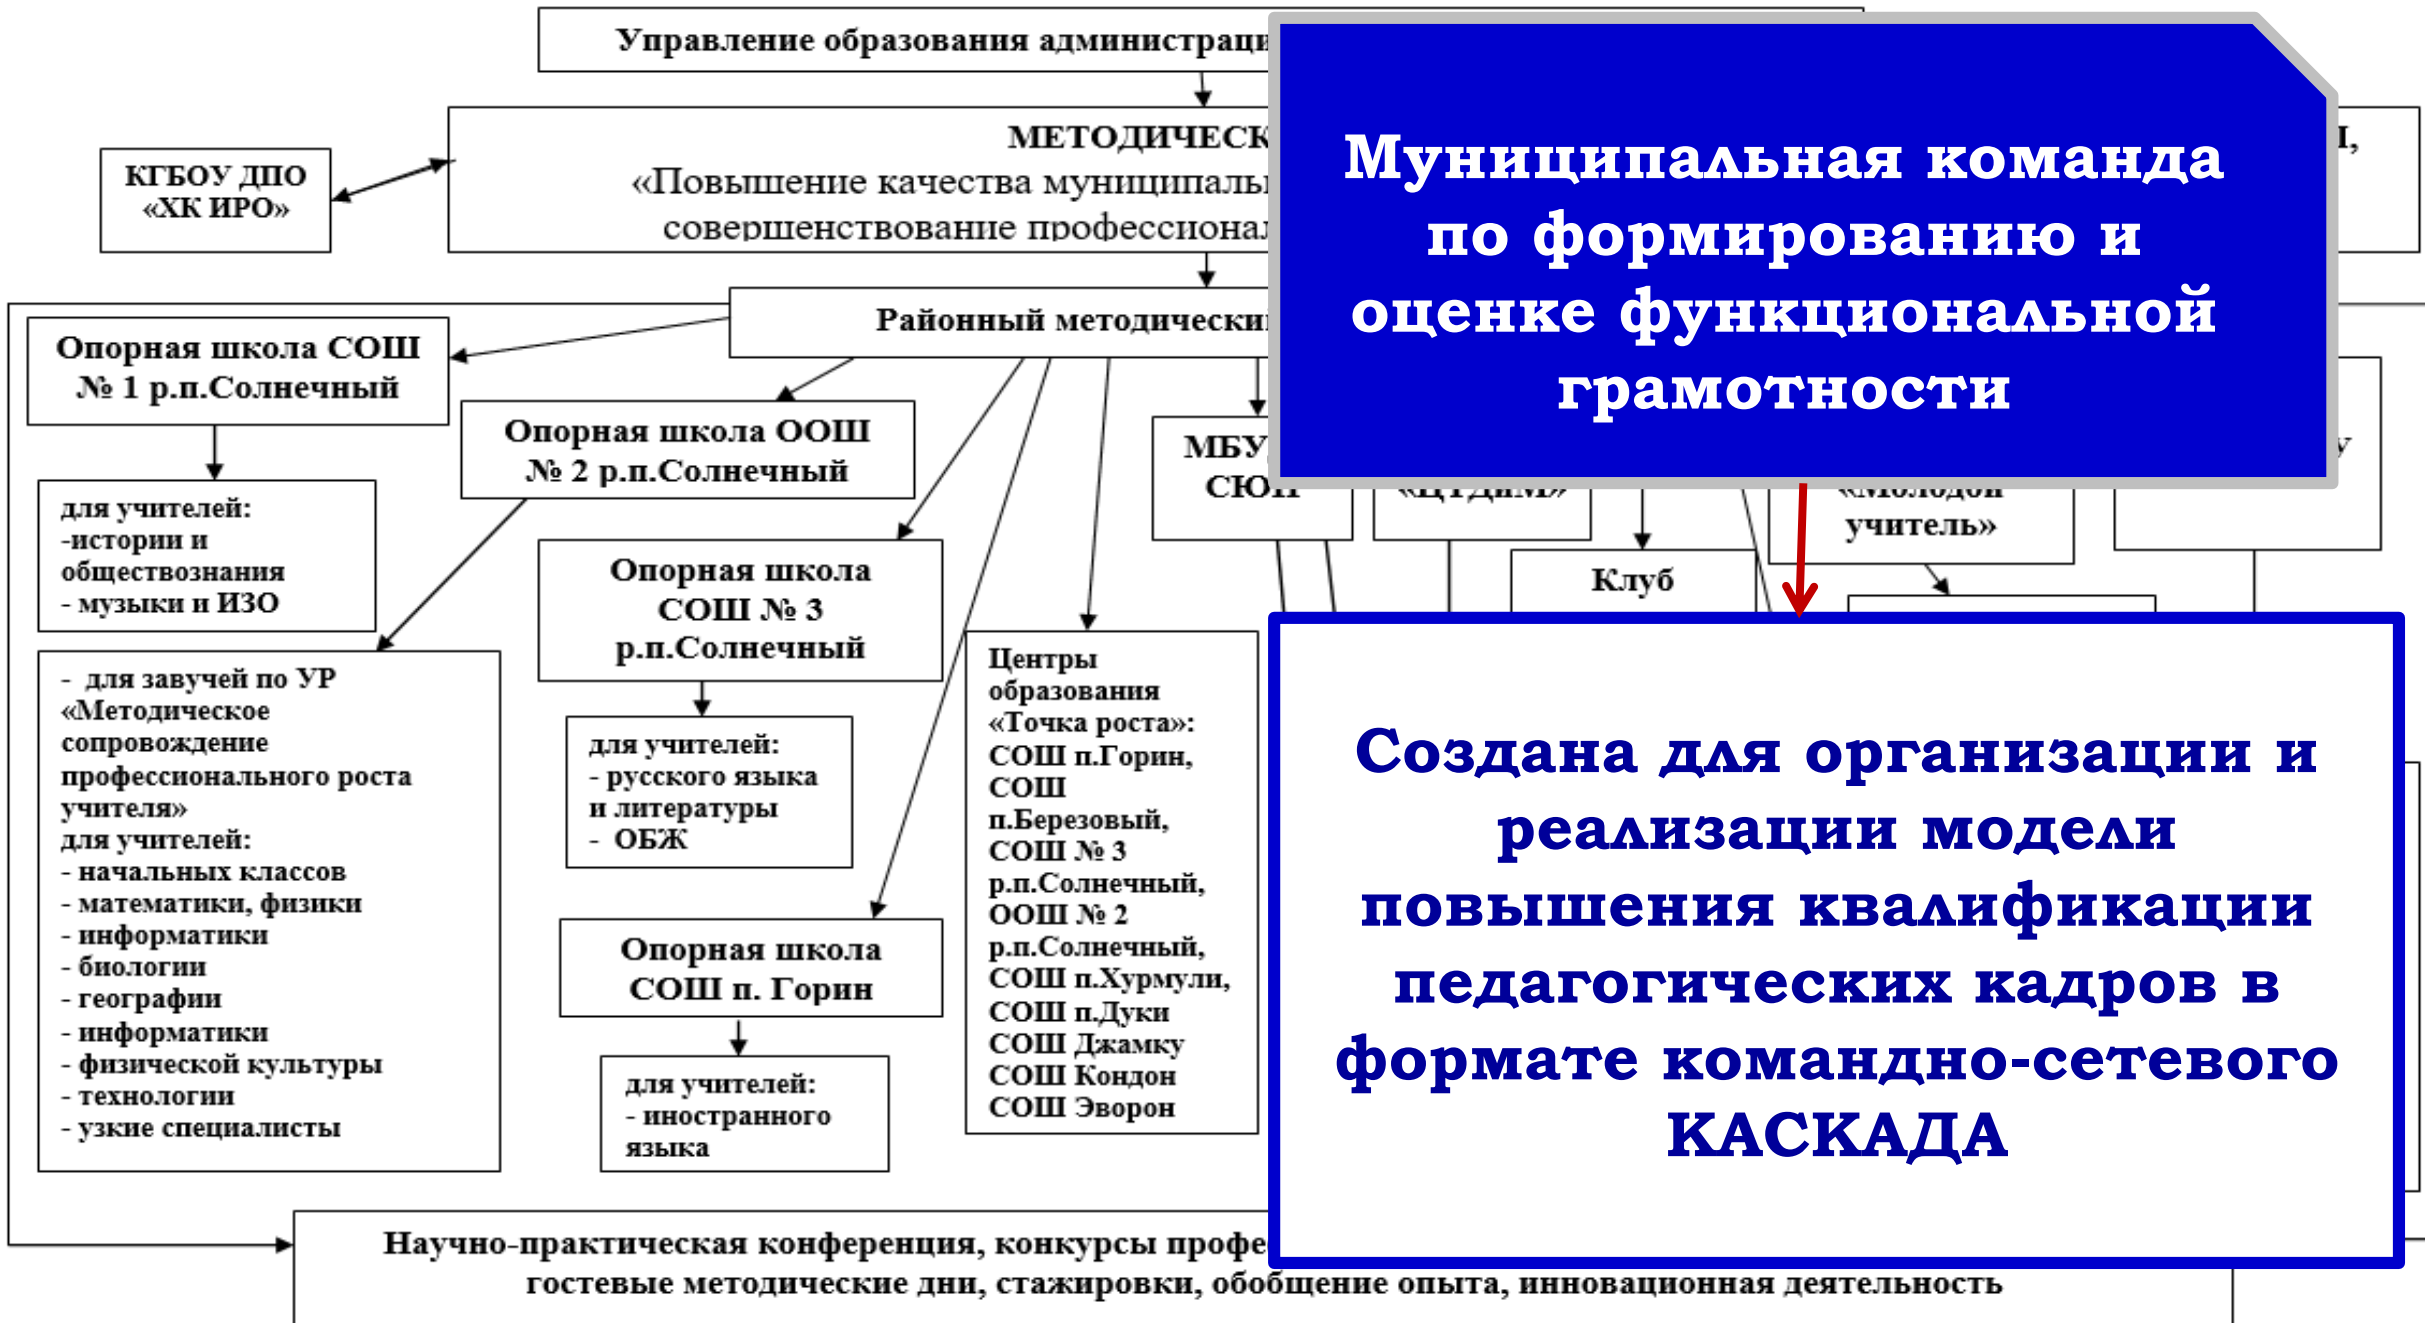 Управление образования
МЕТОДИЧЕСК
КГБОУ ДПО
«ХК ИРО»
«Повышение качества
совершенствование
Районный
Муниципальная команда
по формированию и
оценке функциональной
грамотности
Опорная школа СОШ
№ 1 р.п.Солнечный
для учителей:
-истории и
обществознания
- музыки и ИЗО
Опорная школа ООШ
№ 2 р.п.Солнечный
- для завучей по УР
«Методическое
сопровождение
профессионального роста
учителя»
для учителей:
- начальных классов
- математики, физики
- информатики
- биологии
- географии
- информатики
- физической культуры
- технологии
- узкие специалисты
Опорная школа
СОШ № 3
р.п.Солнечный
для учителей:
- русского языка
и литературы
- ОБЖ
Опорная школа
СОШ п. Горин
для учителей:
- иностранного
языка
Центры
образования
«Точка роста»:
СОШ п.Горин,
СОШ
п.Березовый,
СОШ № 3
р.п.Солнечный,
ООШ № 2
р.п.Солнечный,
СОШ п.Хурмули,
СОШ п.Дуки
СОШ Джамку
СОШ Кондон
СОШ Эворон
МБУ
СЮН
«ЦТДиМ»
Клуб
«Молодой
учитель»
Создана для организации и
реализации модели
повышения квалификации
педагогических кадров в
формате командно-сетевого
КАСКАДА
Научно-практическая конференция, конкурсы
гостевые методические дни, стажировки, обобщение опыта, инновационная деятельность